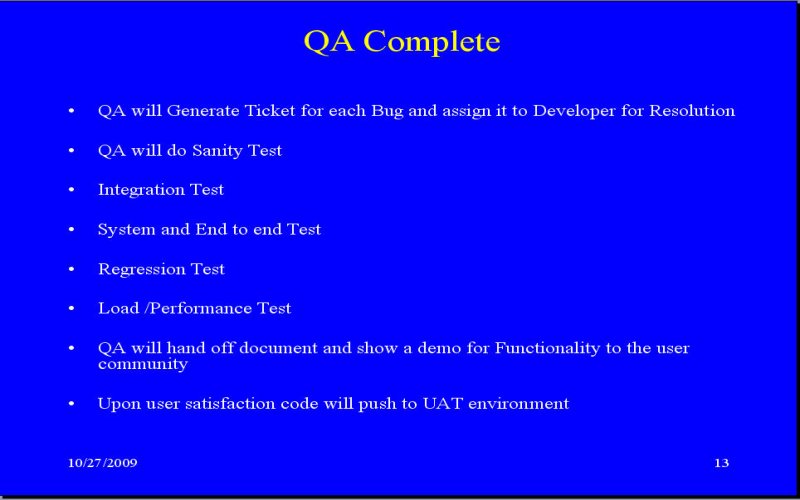 QA Complete
• QA will Generate Ticket for each Bug and assign it to Developer for Resolution
• QA will do Sanity Test
• Integration Test
• System and End to end Test
• Regression Test
• Load /Performance Test
• QA will hand off document and show a demo for Functionality to the user
community
• Upon user satisfaction code will push to UAT environment
10/27/2009 13